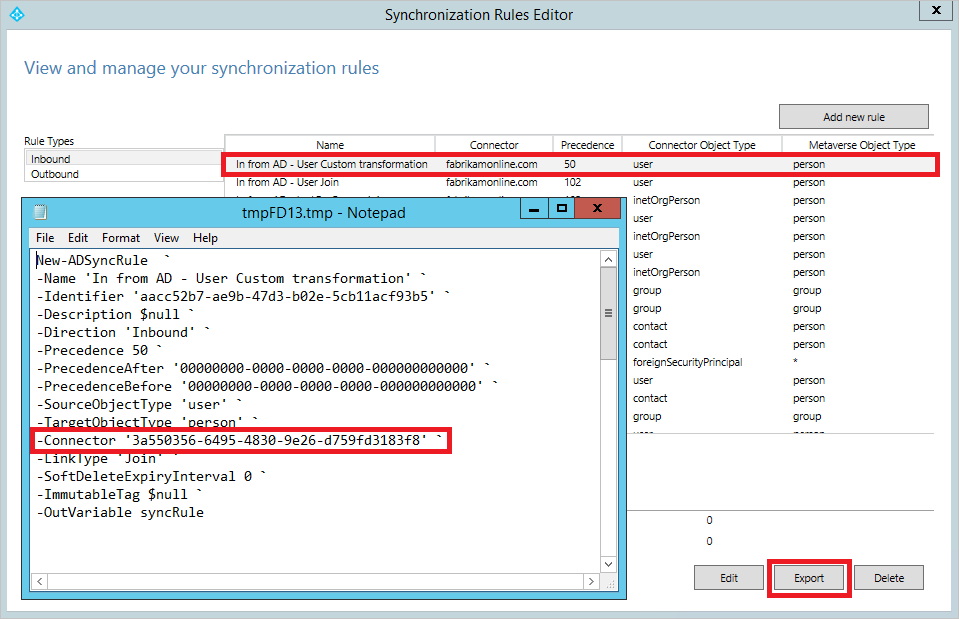 Synchronization Rules Editor
x
View and manage your synchronization rules
Add new rule
Rule Types
Inbound
Outbound
Name Connector Precedence Connector Object Type Metaverse Object Type
In from AD - User Custom transformation fabrikamonline.com 50 user person
In from AD - User Join fabrikamonline.com 102 user person
inetOrgPerson person
user person
inetOrgPerson person
user person
inetOrgPerson person
group group
group group
contact person
contact person
foreignSecurityPrincipal *
user person
contact person
group group
tmpFD13.tmp - Notepad
File Edit Format View Help
New-ADSyncRule `
-Name 'In from AD - User Custom transformation' `
-Identifier 'aacc52b7-ae9b-47d3-b02e-5cb11acf93b5' `
-Description $null `
-Direction 'Inbound' `
-Precedence 50 `
-PrecedenceAfter '00000000-0000-0000-0000-000000000000' `
-PrecedenceBefore '00000000-0000-0000-0000-000000000000' `
-SourceObjectType 'user' `
-TargetObjectType 'person' `
-Connector '3a550356-6495-4830-9e26-d759fd3183f8' `
-LinkType 'Join' `
-SoftDeleteExpiryInterval 0 `
-ImmutableTag $null `
-OutVariable syncRule
0
0
Edit Export Delete